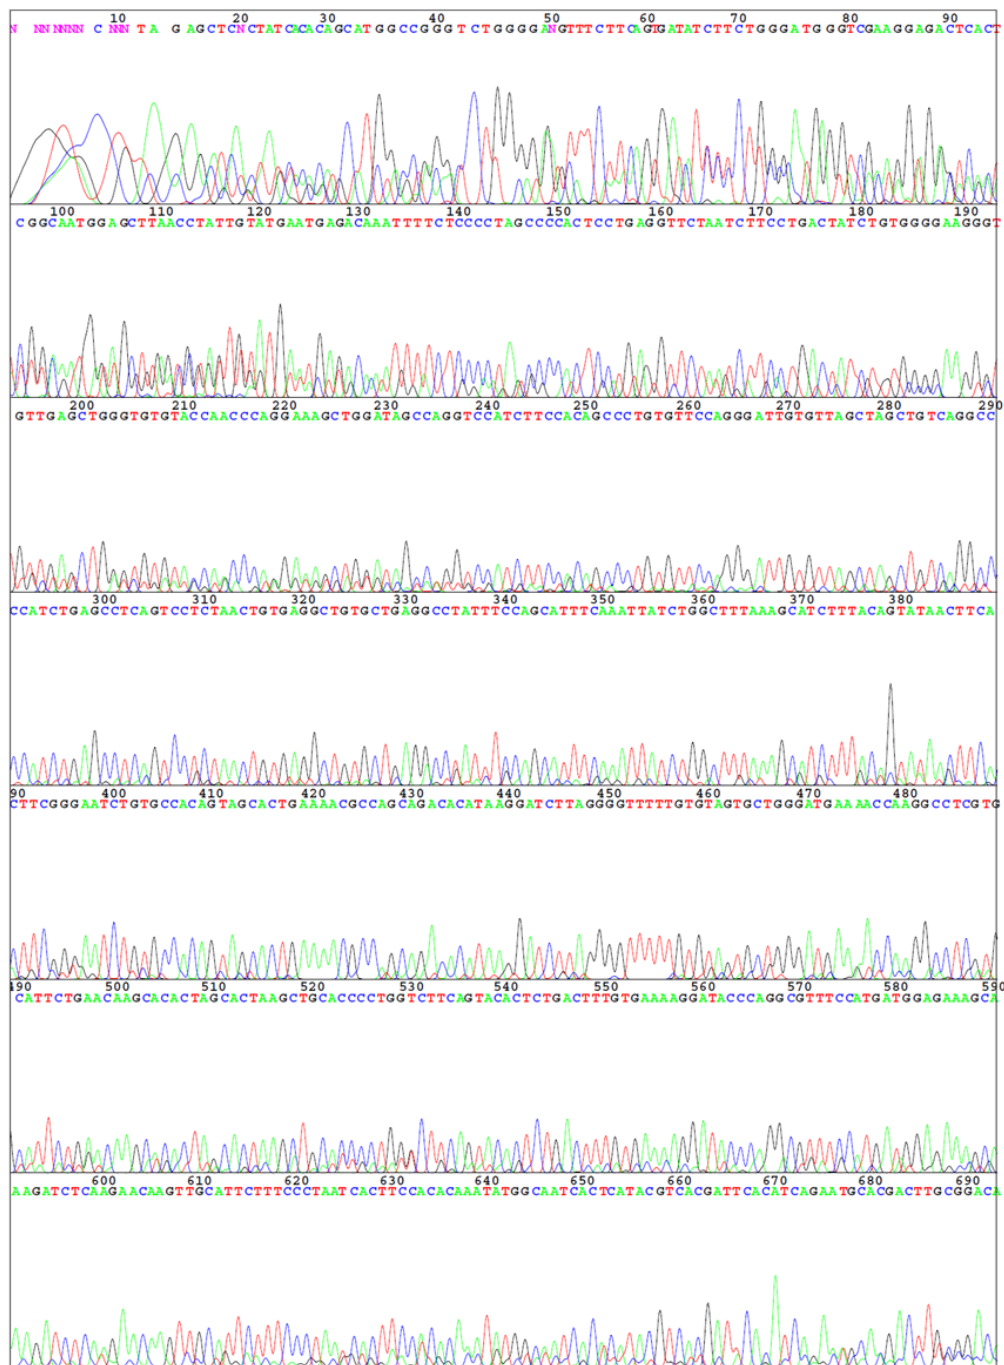 10 20 30 40 50 60 70 80 90
N NNNNNN C NNN T A G AGCTCNCTATCACACAGCATGGCCGGGTCTGGGGANGTTTCTTCAGTGATATCTTCTGGGATGGGTCGAAGGAGACTCACT
100 110 120 130 140 150 160 170 180 190
CGGCAATGGAGCTTAACCTATTGTATGAATGAGACAAATTTTCTCCCCTAGCCCCACTCCTGAGGTTCTAATCTTCCTGACTATCTGTGGGGAAGGGT
200 210 220 230 240 250 260 270 280 290
GTTGAGCTGGGTGTGTACCAACCCAGGAAAGCTGGATAGCCAGGTCCATCTTCCACAGCCCTGTGTTCCAGGGATTGTGTTAGCTAGCTGTCAGGCC
300 310 320 330 340 350 360 370 380
CCATCTGAGCCTCAGTCCTCTAACTGTGAGGCTGTGCTGAGGCCTATTTCCAGCATTTCAAATTATCTGGCTTTAAAGCATCTTTACAGTATAACTTCA
90 400 410 420 430 440 450 460 470 480
CTTCGGGAATCTGTGCCACAGTAGCACTGAAAACGCCAGCAGACACATAAGGATCTTAGGGGTTTTTGTGTAGTGCTGGGATGAAAACCAAGGCCTCGTG
490 500 510 520 530 540 550 560 570 580 590
CATTCTGAACAAGCACACTAGCACTAAGCTGCACCCCTGGTCTTCAGTACACTCTGACTTTGTGAAAAGGATACCCAGGCGTTTCCATGATGGAGAAAGCA
600 610 620 630 640 650 660 670 680 690
AAGATCTCAAGAACAAGTTGCATTCTTTCCCTAATCACTTCCACACAAATATGGCAATCACTCATACGTCACGATTCACATCAGAATGCACGACTTGCGGACA